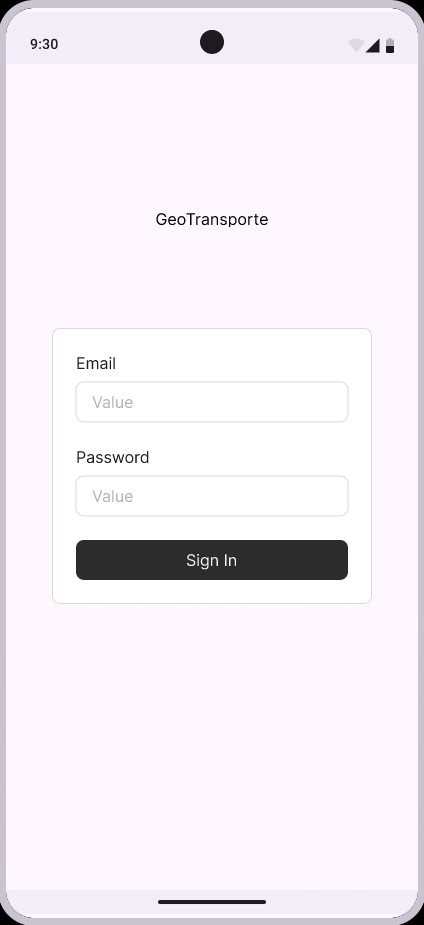 9:30
GeoTransporte
Email
Value
Password
Value
Sign In